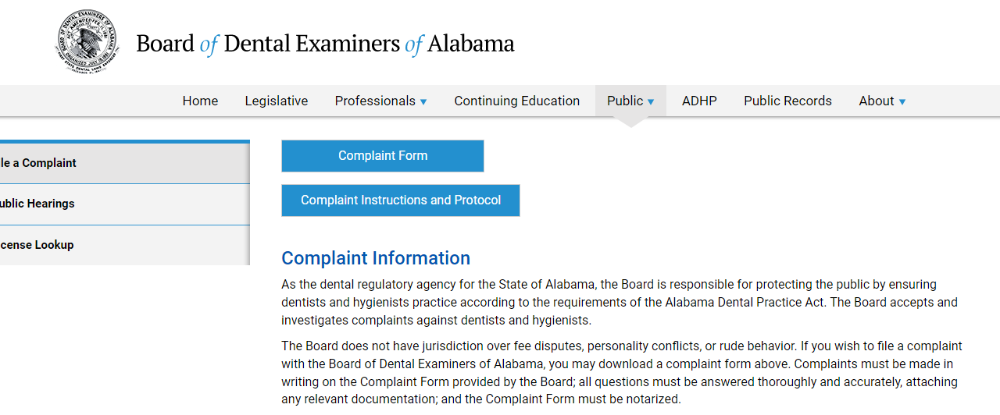 Board of Dental Examiners of Alabama
Home Legislative Professionals Continuing Education Public ADHP Public Records About
le a Complaint
ublic Hearings
cense Lookup
Complaint Form
Complaint Instructions and Protocol
Complaint Information
As the dental regulatory agency for the State of Alabama, the Board is responsible for protecting the public by ensuring
dentists and hygienists practice according to the requirements of the Alabama Dental Practice Act. The Board accepts and
investigates complaints against dentists and hygienists.
The Board does not have jurisdiction over fee disputes, personality conflicts, or rude behavior. If you wish to file a complaint
with the Board of Dental Examiners of Alabama, you may download a complaint form above. Complaints must be made in
writing on the Complaint Form provided by the Board; all questions must be answered thoroughly and accurately, attaching
any relevant documentation; and the Complaint Form must be notarized.